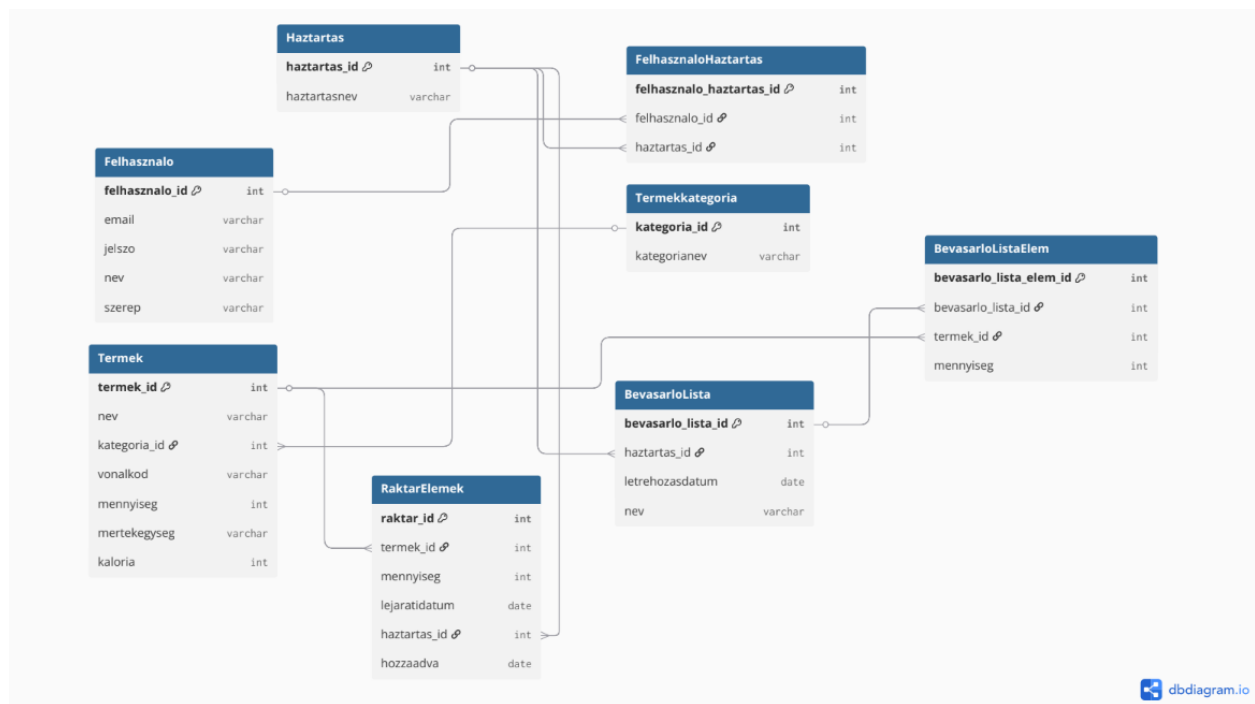 Haztartas
haztartas_id int
haztartasnev varchar
FelhasznaloHaztartas
felhasznalo_haztartas_id int
felhasznalo_id int
haztartas_id int
Felhasznalo
felhasznalo_id int
email varchar
jelszo varchar
nev varchar
szerep varchar
Termekkategoria
kategoria_id int
kategorianev varchar
BevasarloListaElem
bevasarlo_lista_elem_id int
bevasarlo_lista_id int
termek_id int
mennyiseg int
Termek
termek_id int
nev varchar
kategoria_id int
vonalkod varchar
mennyiseg int
mertekegyseg varchar
kaloria int
BevasarloLista
bevasarlo_lista_id int
haztartas_id int
letrehozasdatum date
nev varchar
RaktarElemek
raktar_id int
termek_id int
mennyiseg int
lejaratidatum date
haztartas_id int
hozzaadva date
dbdiagram.io